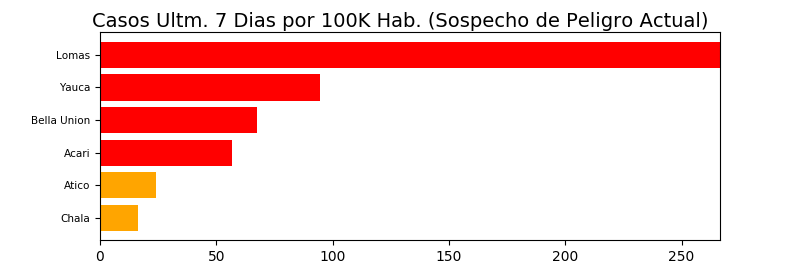 Casos Ultm. 7 Dias por 100K Hab. (Sospecho de Peligro Actual)
Lomas
Yauca
Bella Union
Acari
Atico
Chala
0 50 100 150 200 250